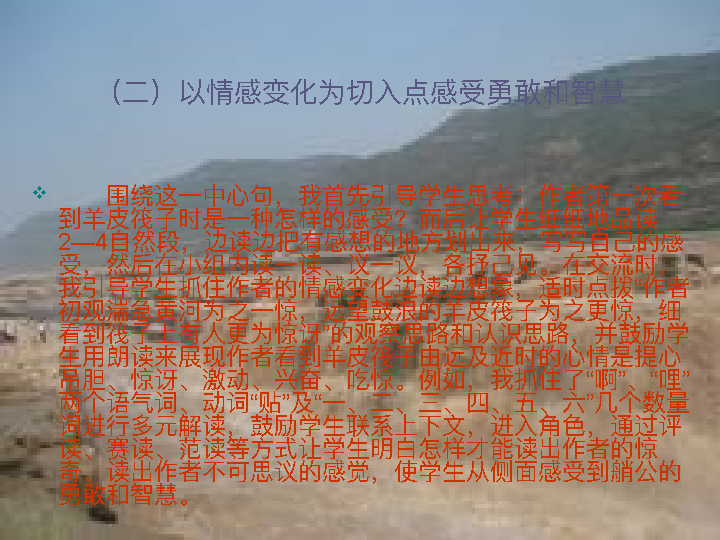 （二）以情感变化为切入点感受勇敢和智慧
围绕这一中心句，我首先引导学生思考：作者第一次看
到羊皮筏子时是一种怎样的感受？而后让学生细细地品读
2—4自然段，边读边把有感想的地方划出来，写写自己的感
受，然后在小组内读一读、议一议，各抒己见。在交流时，
我引导学生抓住作者的情感变化边读边想象，适时点拨“作者
初观湍急黄河为之一惊，远望鼓浪的羊皮筏子为之更惊，细
看到筏子上有人更为惊讶”的观察思路和认识思路，并鼓励学
生用朗读来展现作者看到羊皮筏子由远及近时的心情是提心
吊胆、惊讶、激动、兴奋、吃惊。例如，我抓住了“啊”、“哩”
两个语气词、动词“贴”及“一、二、三、四、五、六”几个数量
词进行多元解读，鼓励学生联系上下文，进入角色，通过评
读、赛读、范读等方式让学生明白怎样才能读出作者的惊
奇，读出作者不可思议的感觉，使学生从侧面感受到艄公的
勇敢和智慧。